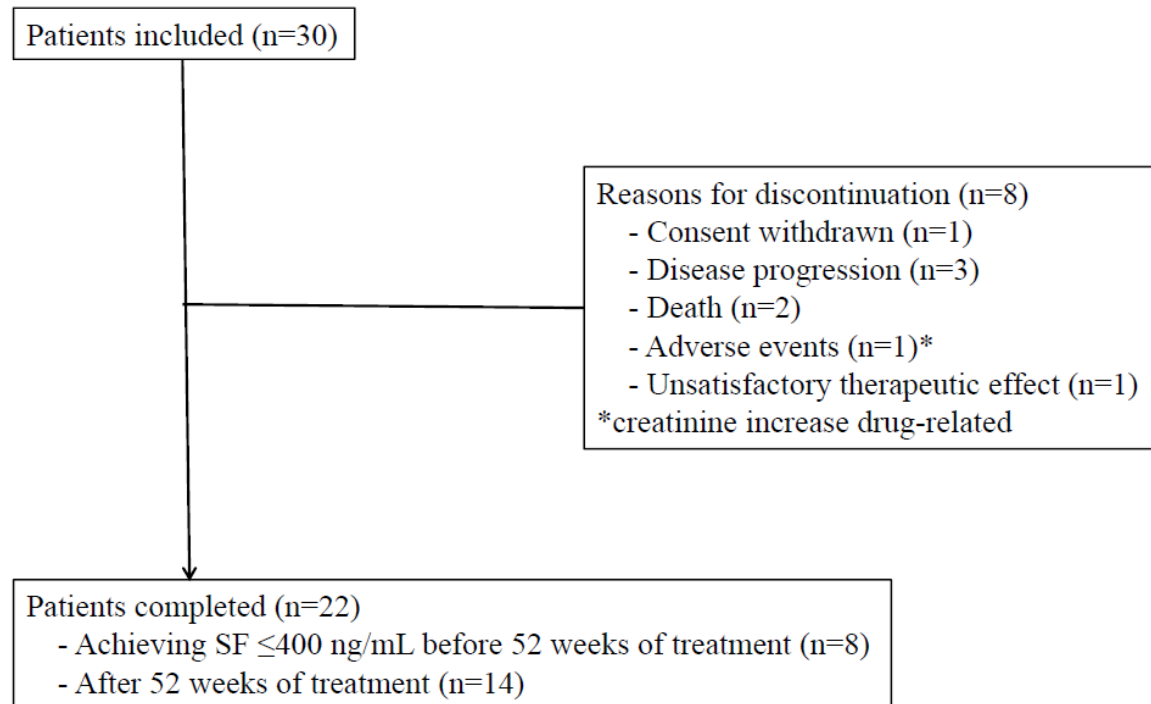 Patients included (n=30)
Reasons for discontinuation (n=8)
- Consent withdrawn (n=1)
- Disease progression (n=3)
- Death (n=2)
- Adverse events (n=1)*
- Unsatisfactory therapeutic effect (n=1)
*creatinine increase drug-related
Patients completed (n=22)
- Achieving SF ≤400 ng/mL before 52 weeks of treatment (n=8)
- After 52 weeks of treatment (n=14)